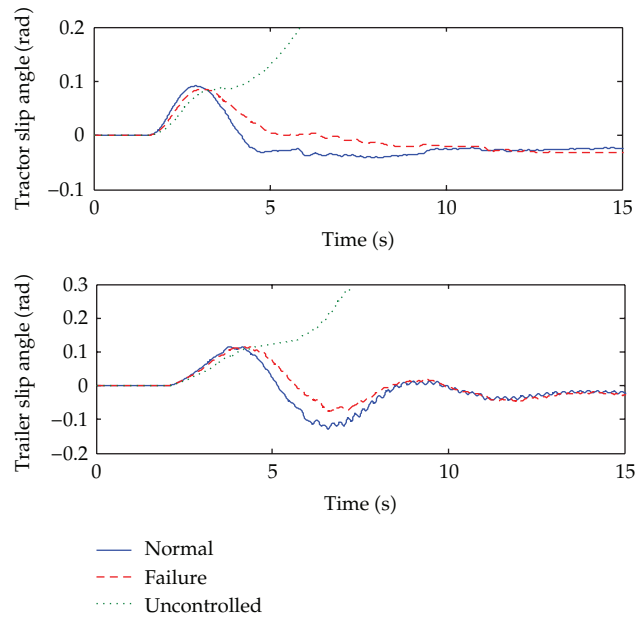 Tractor slip angle (rad)
0.2
0.1
0
−0.1
0
5
10
15
Time (s)
Trailer slip angle (rad)
0.3
0.2
0.1
0
−0.1
−0.2
0
5
10
15
Time (s)
Normal
Failure
Uncontrolled